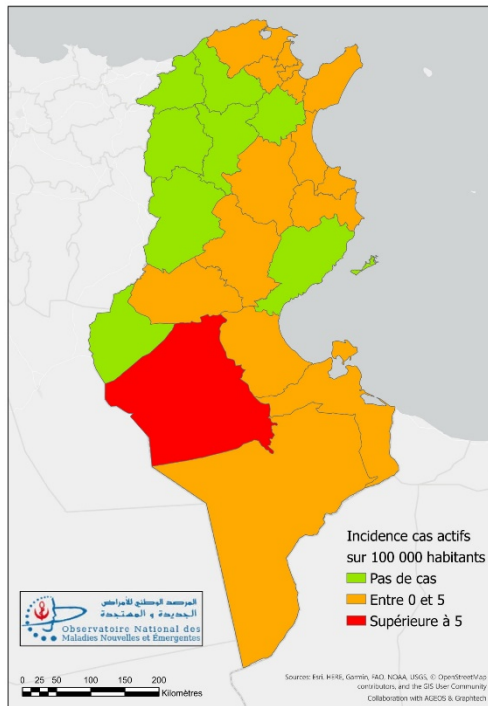 Incidence cas actifs
sur 100 000 habitants
Pas de cas
Entre 0 et 5
Supérieure à 5
المرصد الوطني للأمراض
الجديدة و المستجدة
Observatoire National des
Maladies Nouvelles et Émergentes
0 25 50 100 150 200
Kilomètres
Sources: Esri, HERE, Garmin, FAO, NOAA, USGS, © OpenStreetMap
contributors, and the GIS User Community
Collaboration with AGEOS & Graphtech